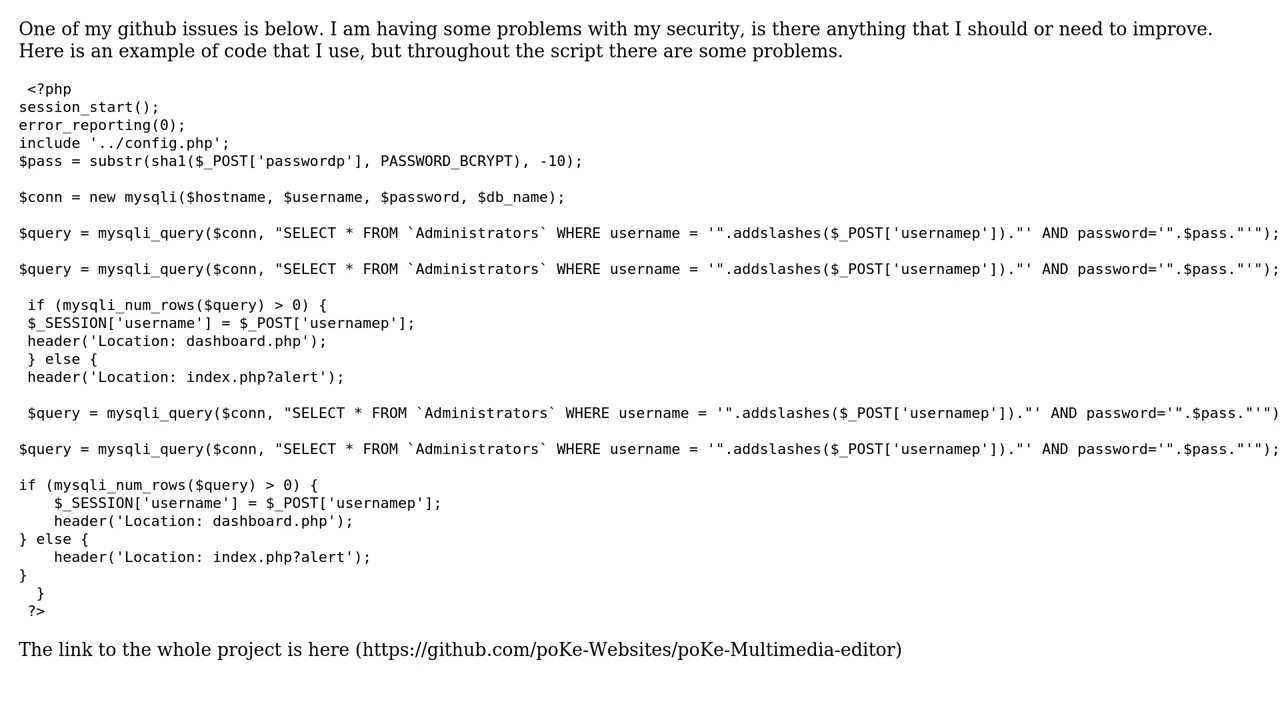 One of my github issues is below. I am having some problems with my security, is there anything that I should or need to improve.
Here is an example of code that I use, but throughout the script there are some problems.
<?php
session_start();
error_reporting(0);
include '../config.php';
$pass = substr(sha1($_POST['passwordp'], PASSWORD_BCRYPT), -10);
$conn = new mysqli($hostname, $username, $password, $db_name);
$query = mysqli_query($conn, "SELECT * FROM `Administrators` WHERE username = '".addslashes($_POST['usernamep'])."' AND password='".$pass."'");
$query = mysqli_query($conn, "SELECT * FROM `Administrators` WHERE username = '".addslashes($_POST['usernamep'])."' AND password='".$pass."'");
if (mysqli_num_rows($query) > 0) {
$_SESSION['username'] = $_POST['usernamep'];
header('Location: dashboard.php');
} else {
header('Location: index.php?alert');
$query = mysqli_query($conn, "SELECT * FROM `Administrators` WHERE username = '".addslashes($_POST['usernamep'])."' AND password='".$pass."'")
$query = mysqli_query($conn, "SELECT * FROM `Administrators` WHERE username = '".addslashes($_POST['usernamep'])."' AND password='".$pass."'");
if (mysqli_num_rows($query) > 0) {
    $_SESSION['username'] = $_POST['usernamep'];
    header('Location: dashboard.php');
} else {
    header('Location: index.php?alert');
}
  }
?>
The link to the whole project is here (https://github.com/poKe-Websites/poKe-Multimedia-editor)